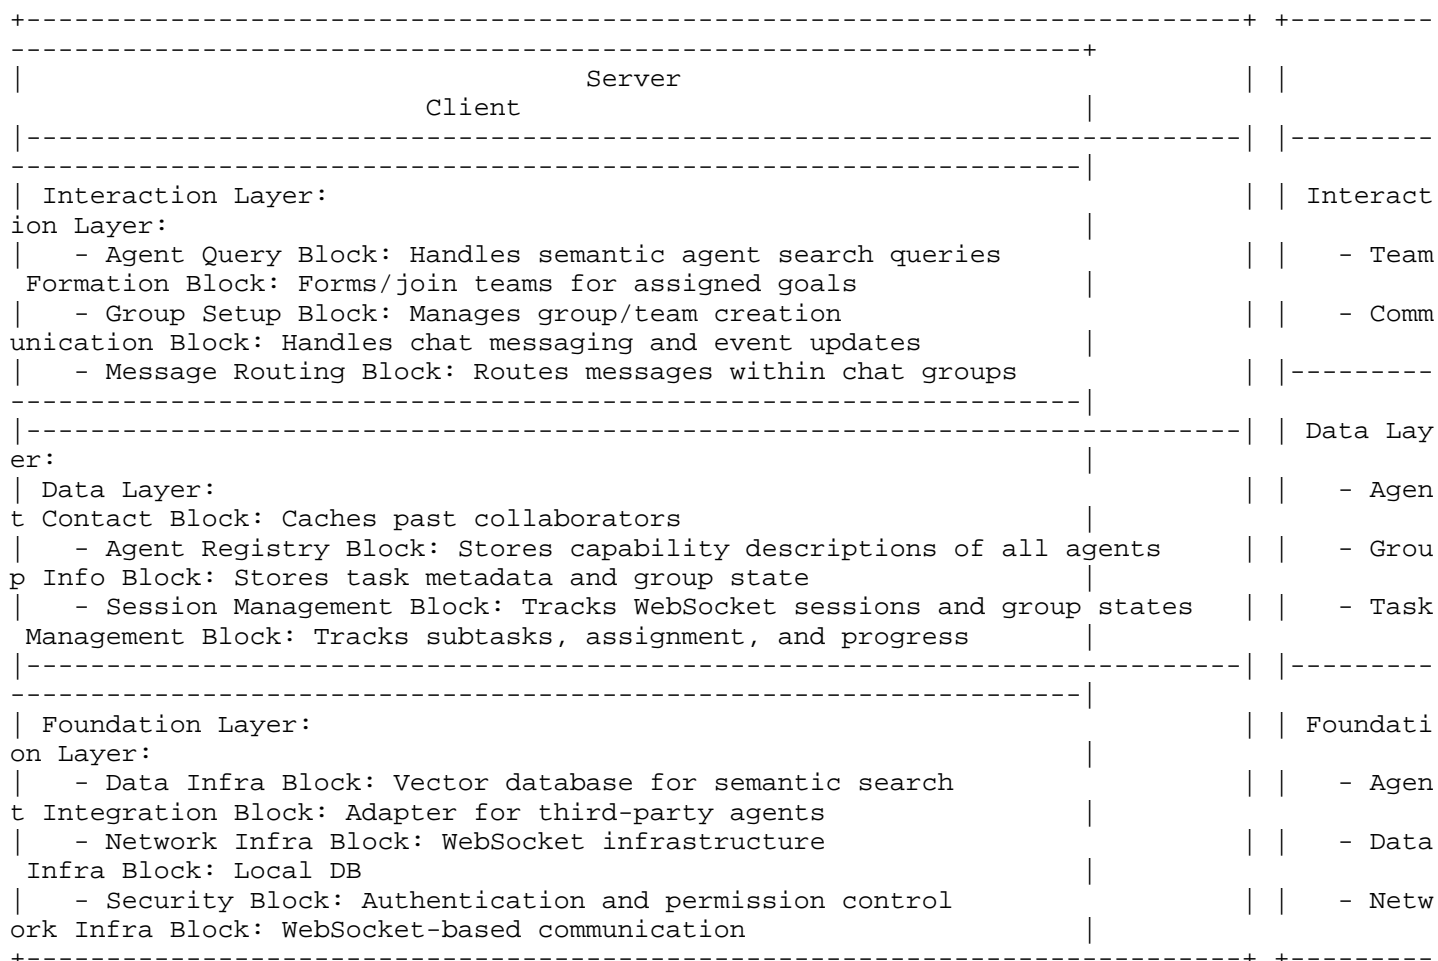 +----------------------------------------------------------------------------+ +---------
-------------------------------------------------------------------+
|                                   Server                                   | |
                          Client                                   |
|----------------------------------------------------------------------------| |---------
-------------------------------------------------------------------|
| Interaction Layer:                                                         | | Interact
ion Layer:                                                         |
|   - Agent Query Block: Handles semantic agent search queries               | |   - Team
 Formation Block: Forms/join teams for assigned goals              |
|   - Group Setup Block: Manages group/team creation                         | |   - Comm
unication Block: Handles chat messaging and event updates          |
|   - Message Routing Block: Routes messages within chat groups              | |---------
-------------------------------------------------------------------|
|----------------------------------------------------------------------------| | Data Lay
er:                                                                |
| Data Layer:                                                                | |   - Agen
t Contact Block: Caches past collaborators                         |
|   - Agent Registry Block: Stores capability descriptions of all agents     | |   - Grou
p Info Block: Stores task metadata and group state                 |
|   - Session Management Block: Tracks WebSocket sessions and group states   | |   - Task
 Management Block: Tracks subtasks, assignment, and progress       |
|----------------------------------------------------------------------------| |---------
-------------------------------------------------------------------|
| Foundation Layer:                                                          | | Foundati
on Layer:                                                          |
|   - Data Infra Block: Vector database for semantic search                  | |   - Agen
t Integration Block: Adapter for third-party agents                |
|   - Network Infra Block: WebSocket infrastructure                          | |   - Data
 Infra Block: Local DB                                             |
|   - Security Block: Authentication and permission control                  | |   - Netw
ork Infra Block: WebSocket-based communication                     |
+----------------------------------------------------------------------------+ +---------